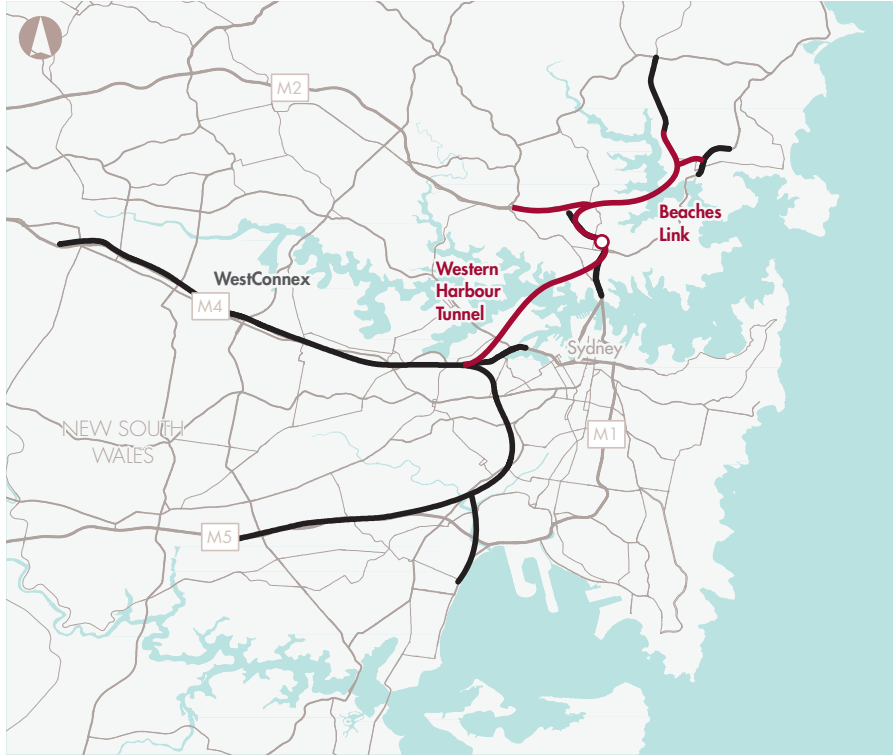 M2
Beaches
Link
Western
Harbour
Tunnel
WestConnex
M4
Sydney
NEW SOUTH
WALES
M1
M5